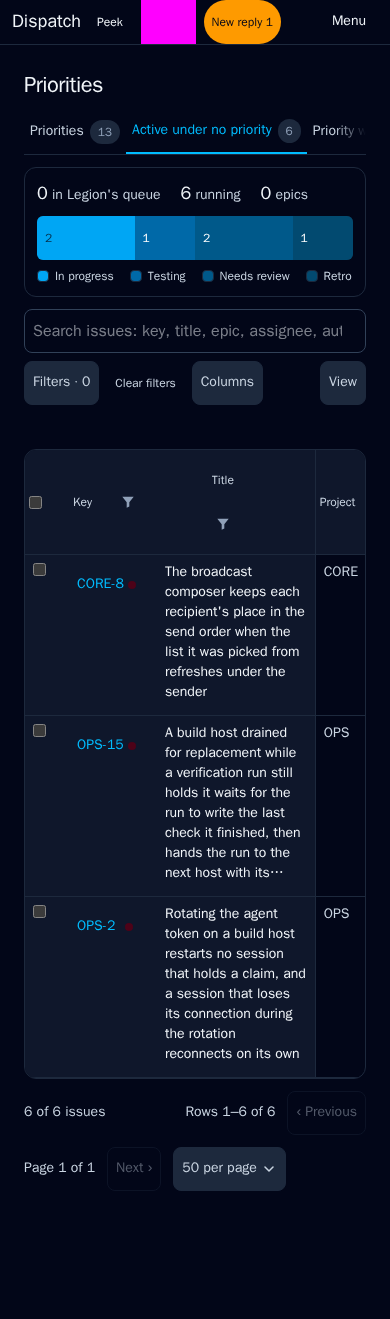 Dispatch Peek New reply 1 Menu
Priorities
Priorities 13 Active under no priority 6 Priority
0 in Legion's queue 6 running 0 epics
2 1 2 1
In progress Testing Needs review Retro
Search issues: key, title, epic, assignee, aut
Filters · 0 Clear filters Columns View
Title
Key Project
CORE-8 The broadcast CORE
composer keeps each
recipient's place in the
send order when the
list it was picked from
refreshes under the
sender
OPS-15 A build host drained OPS
for replacement while
a verification run still
holds it waits for the
run to write the last
check it finished, then
hands the run to the
next host with its…
OPS-2 Rotating the agent OPS
token on a build host
restarts no session
that holds a claim, and
a session that loses
its connection during
the rotation
reconnects on its own
6 of 6 issues Rows 1–6 of 6 ‹ Previous
Page 1 of 1 Next › 50 per page